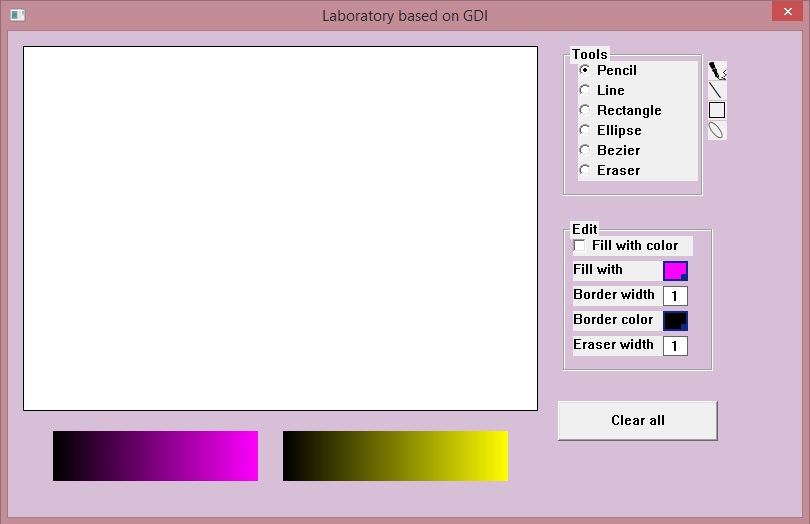 Laboratory based on GDI
Tools
Pencil
Line
Rectangle
Ellipse
Bezier
Eraser
Edit
Fill with color
Fill with
Border width 1
Border color
Eraser width 1
Clear all